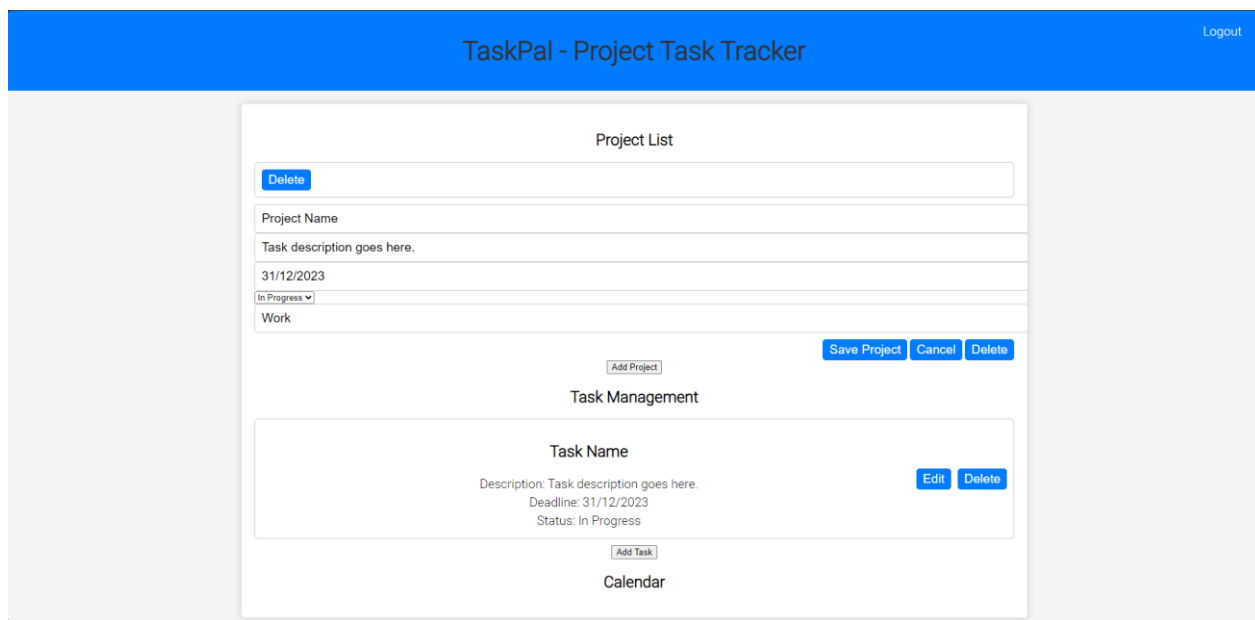 Logout
TaskPal - Project Task Tracker
Project List
Delete
Project Name
Task description goes here.
31/12/2023
In Progress
Work
Save Project Cancel Delete
Add Project
Task Management
Task Name
Description: Task description goes here.
Edit Delete
Deadline: 31/12/2023
Status: In Progress
Add Task
Calendar